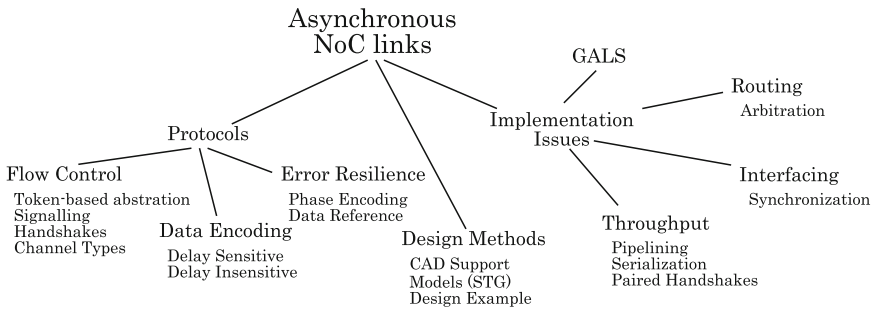 Asynchronous
NoC links
GALS
Routing
Arbitration
Implementation
Issues
Protocols
Flow Control
Token-based abstration
Signalling
Handshakes
Channel Types
Error Resilience
Phase Encoding
Data Reference
Data Encoding
Delay Sensitive
Delay Insensitive
Design Methods
CAD Support
Models (STG)
Design Example
Interfacing
Synchronization
Throughput
Pipelining
Serialization
Paired Handshakes